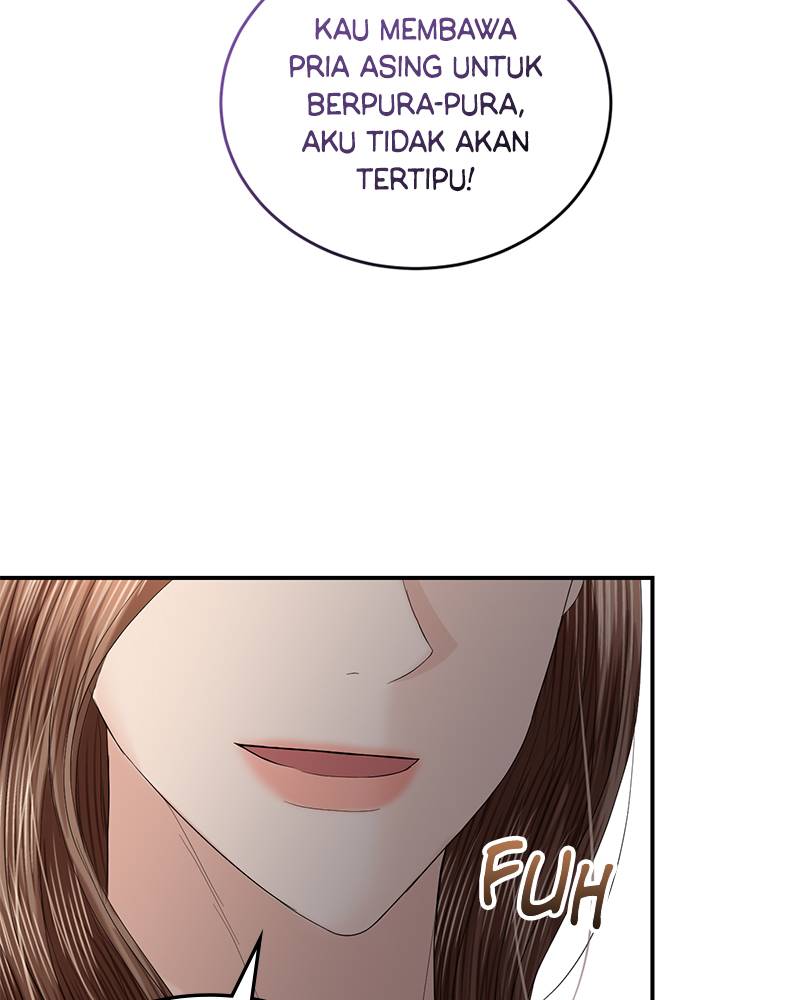 KAU MEMBAWA
PRIA ASING UNTUK
BERPURA-PURA,
AKU TIDAK AKAN
TERTIPU!
FUH